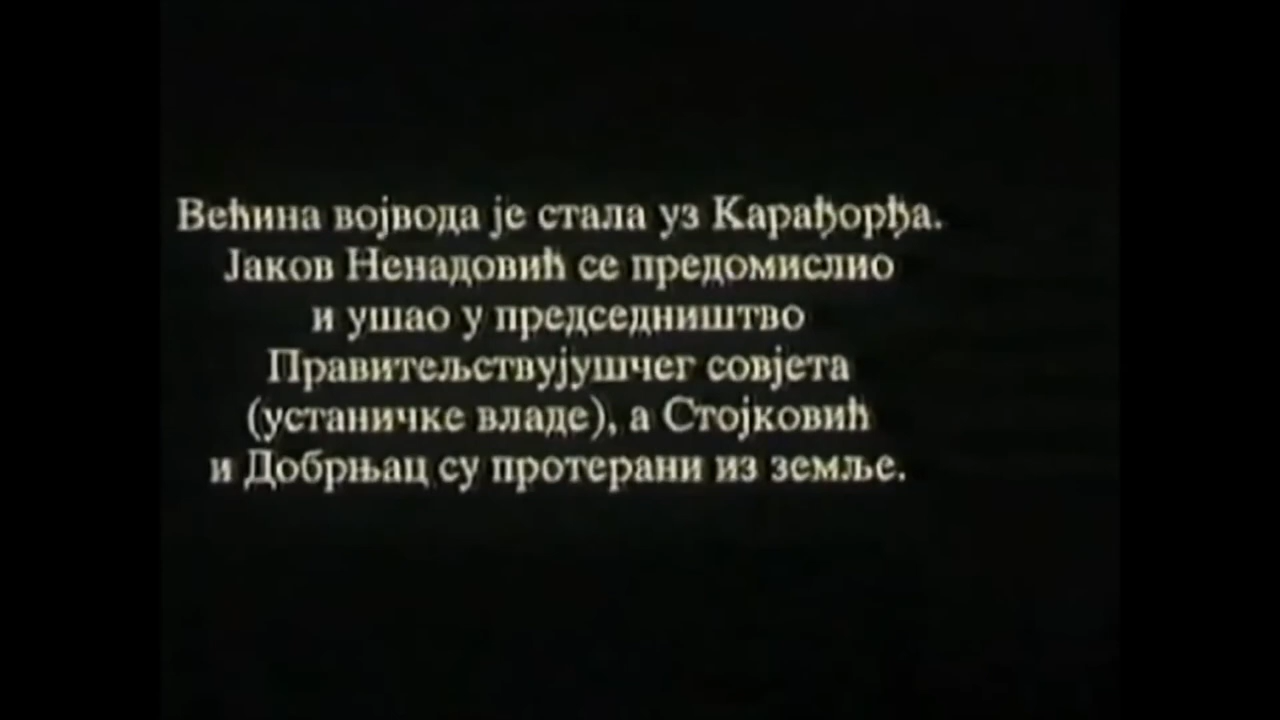 Већина војвода је стала уз Карађорђа.
Јаков Ненадовић се предомислио
и ушао у председништво
Правитељствујушчег совјета
(устаничке владе), а Стојковић
и Добрњац су протерани из земље.